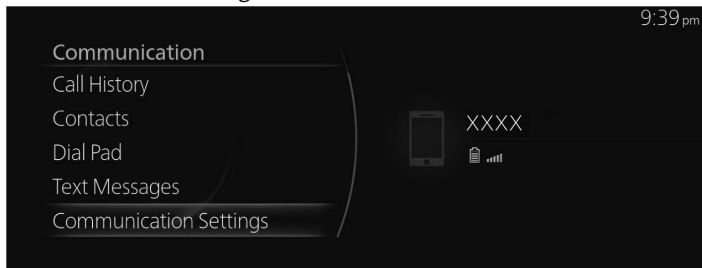 9:39 pm
Communication
Call History
Contacts
Dial Pad
Text Messages
Communication Settings
XXXX